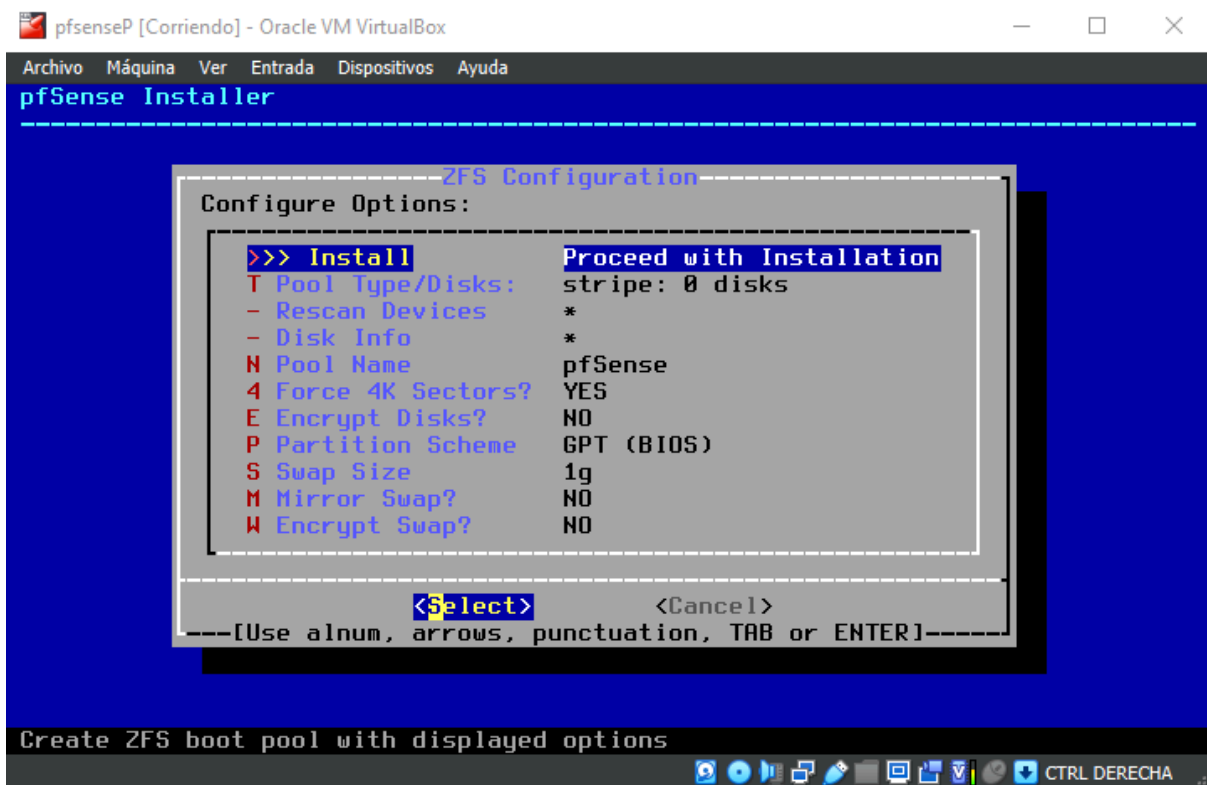 pfsenseP [Corriendo] - Oracle VM VirtualBox
Archivo Máquina Ver Entrada Dispositivos Ayuda
pfSense Installer
ZFS Configuration
Configure Options:
>>> Install Proceed with Installation
T Pool Type/Disks: stripe: 0 disks
- Rescan Devices *
- Disk Info *
N Pool Name pfSense
4 Force 4K Sectors? YES
E Encrypt Disks? NO
P Partition Scheme GPT (BIOS)
S Swap Size 1g
M Mirror Swap? NO
W Encrypt Swap? NO
<Select> <Cancel>
[Use alnum, arrows, punctuation, TAB or ENTER]
Create ZFS boot pool with displayed options
CTRL DERECHA